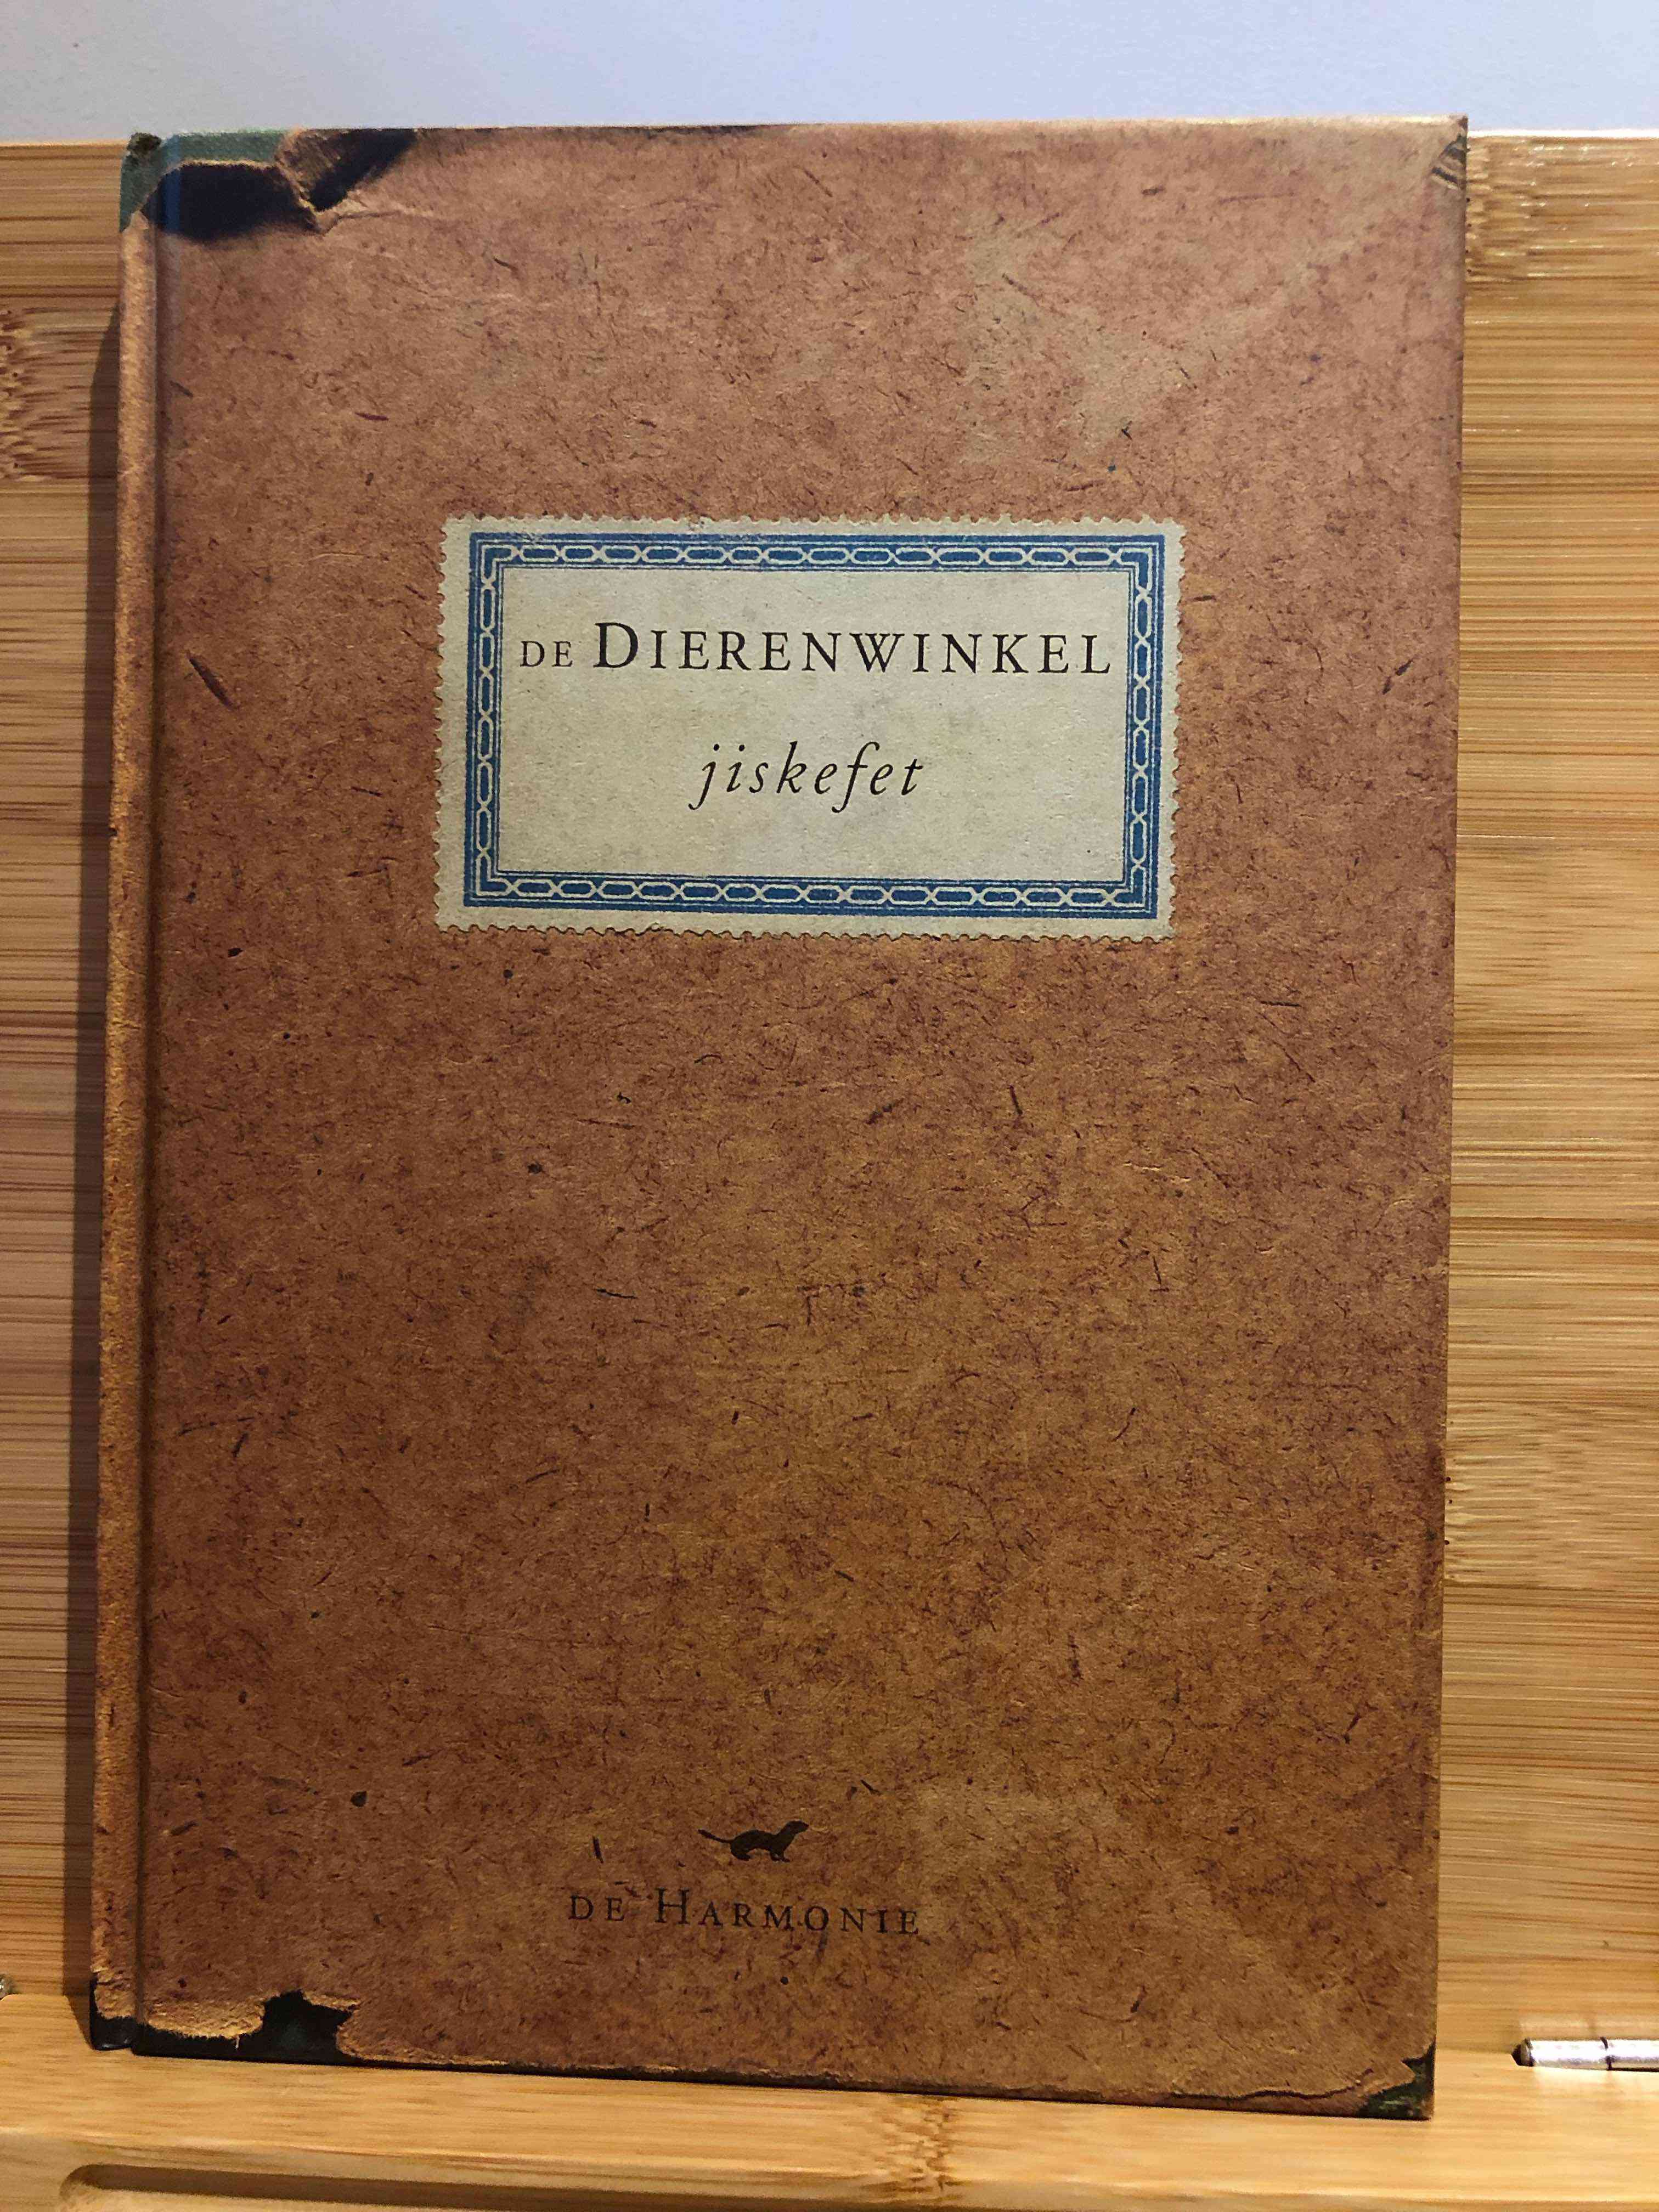 DE DIERENWINKEL
jiskefet
DE HARMONIE